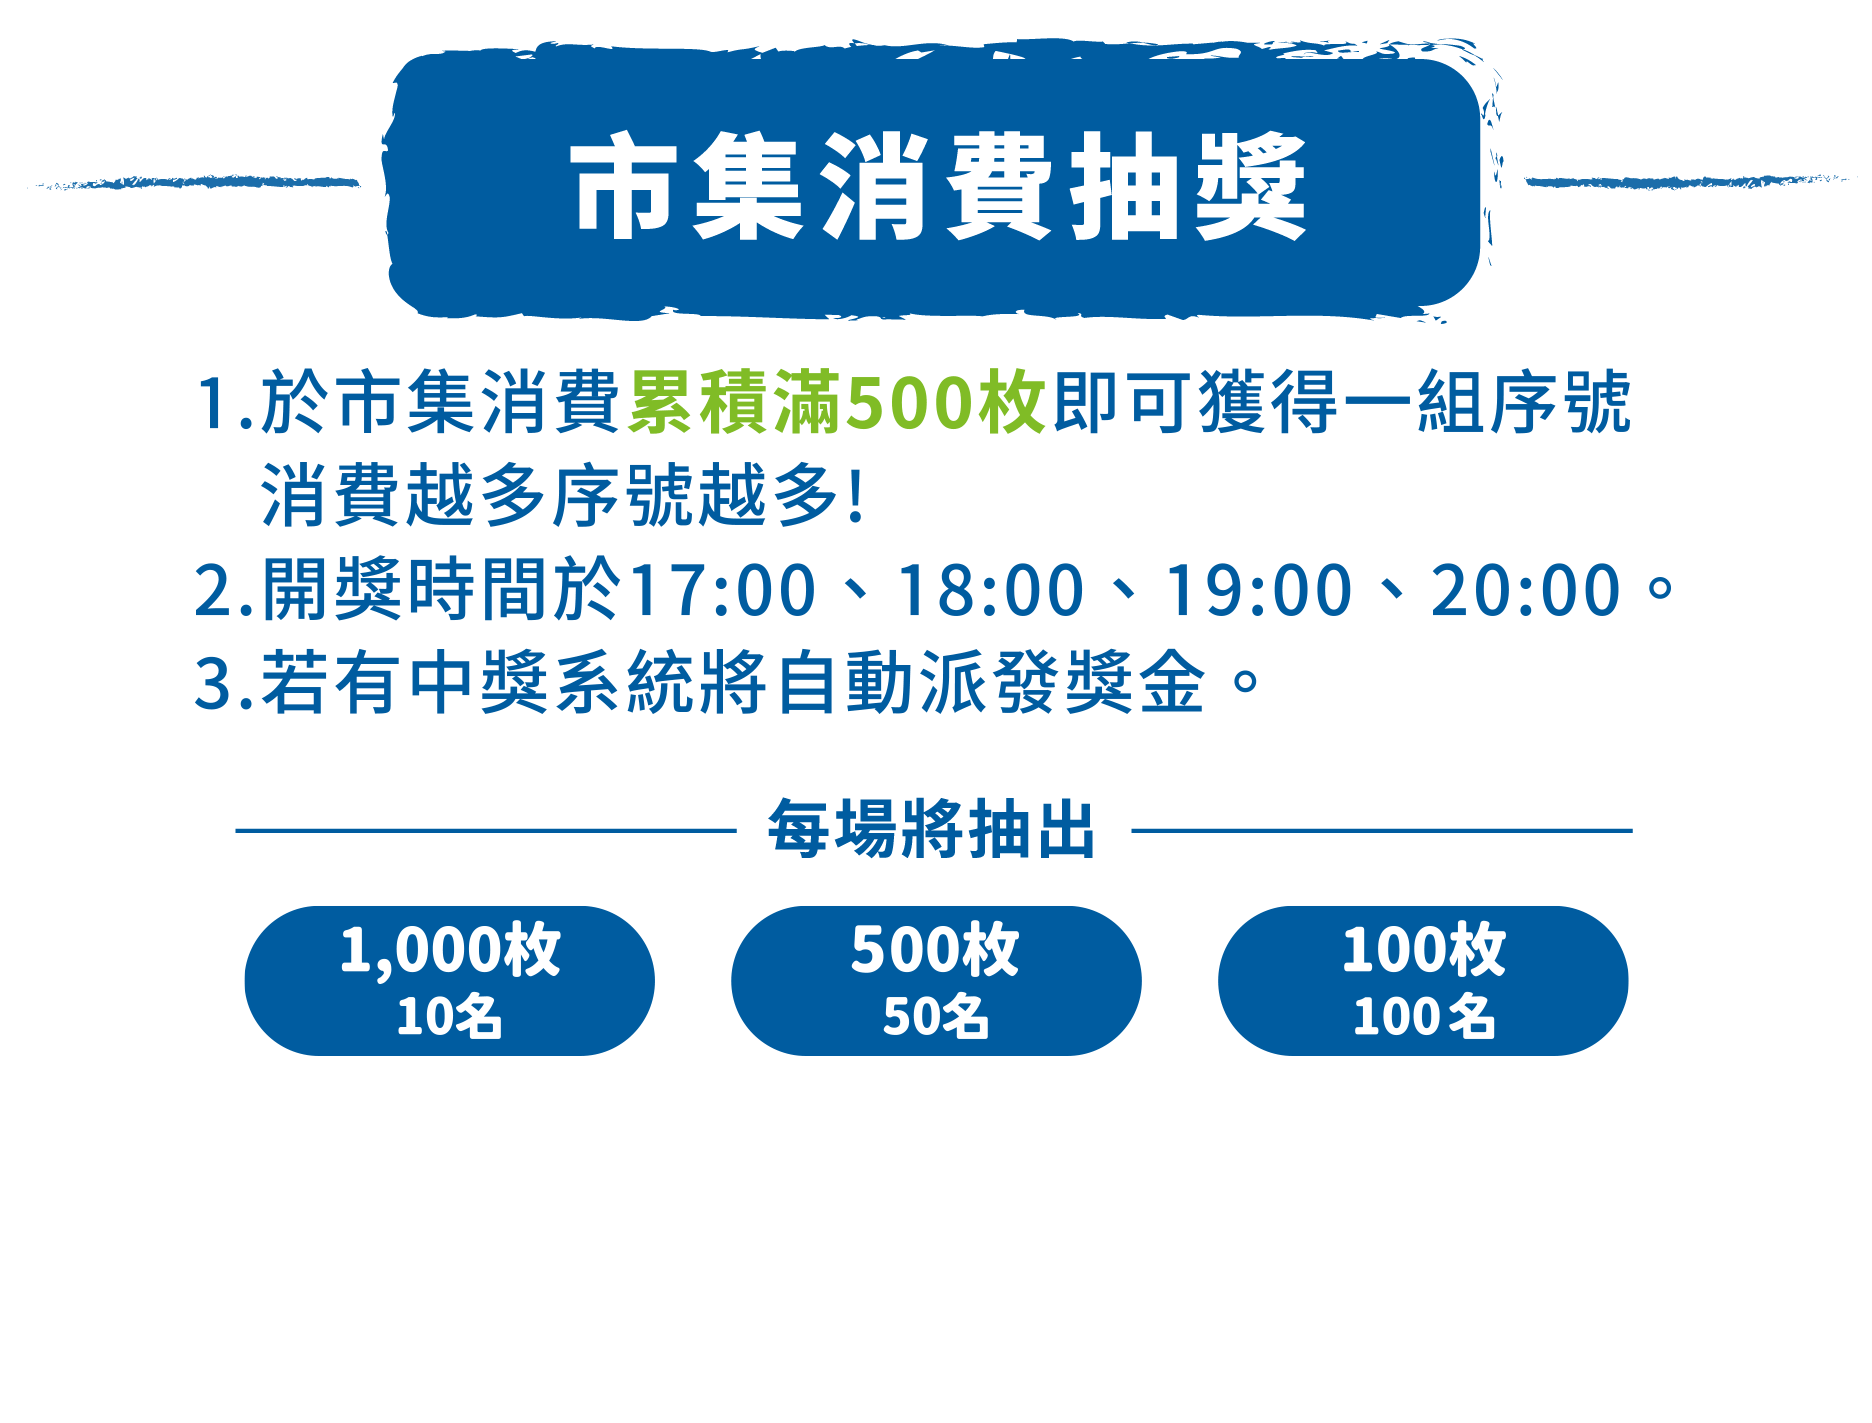 市集消費抽獎
1.於市集消費累積滿500枚即可獲得一組序號
消費越多序號越多!
2.開獎時間於17:00、18:00、19:00、20:00。
3.若有中獎系統將自動派發獎金。
每場將抽出
1,000枚
10名
500枚
50名
100枚
100名